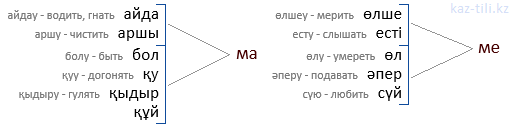 kaz-tili.kz
айдау - водить, гнать айда
аршу - чистить аршы
болу - быть бол
қуу - догонять қу
қыдыру - гулять қыдыр
құй
ма
өлшеу - мерить өлше
есту - слышать есті
өлу - умереть өл
әперу - подавать әпер
сүю - любить сүй
ме